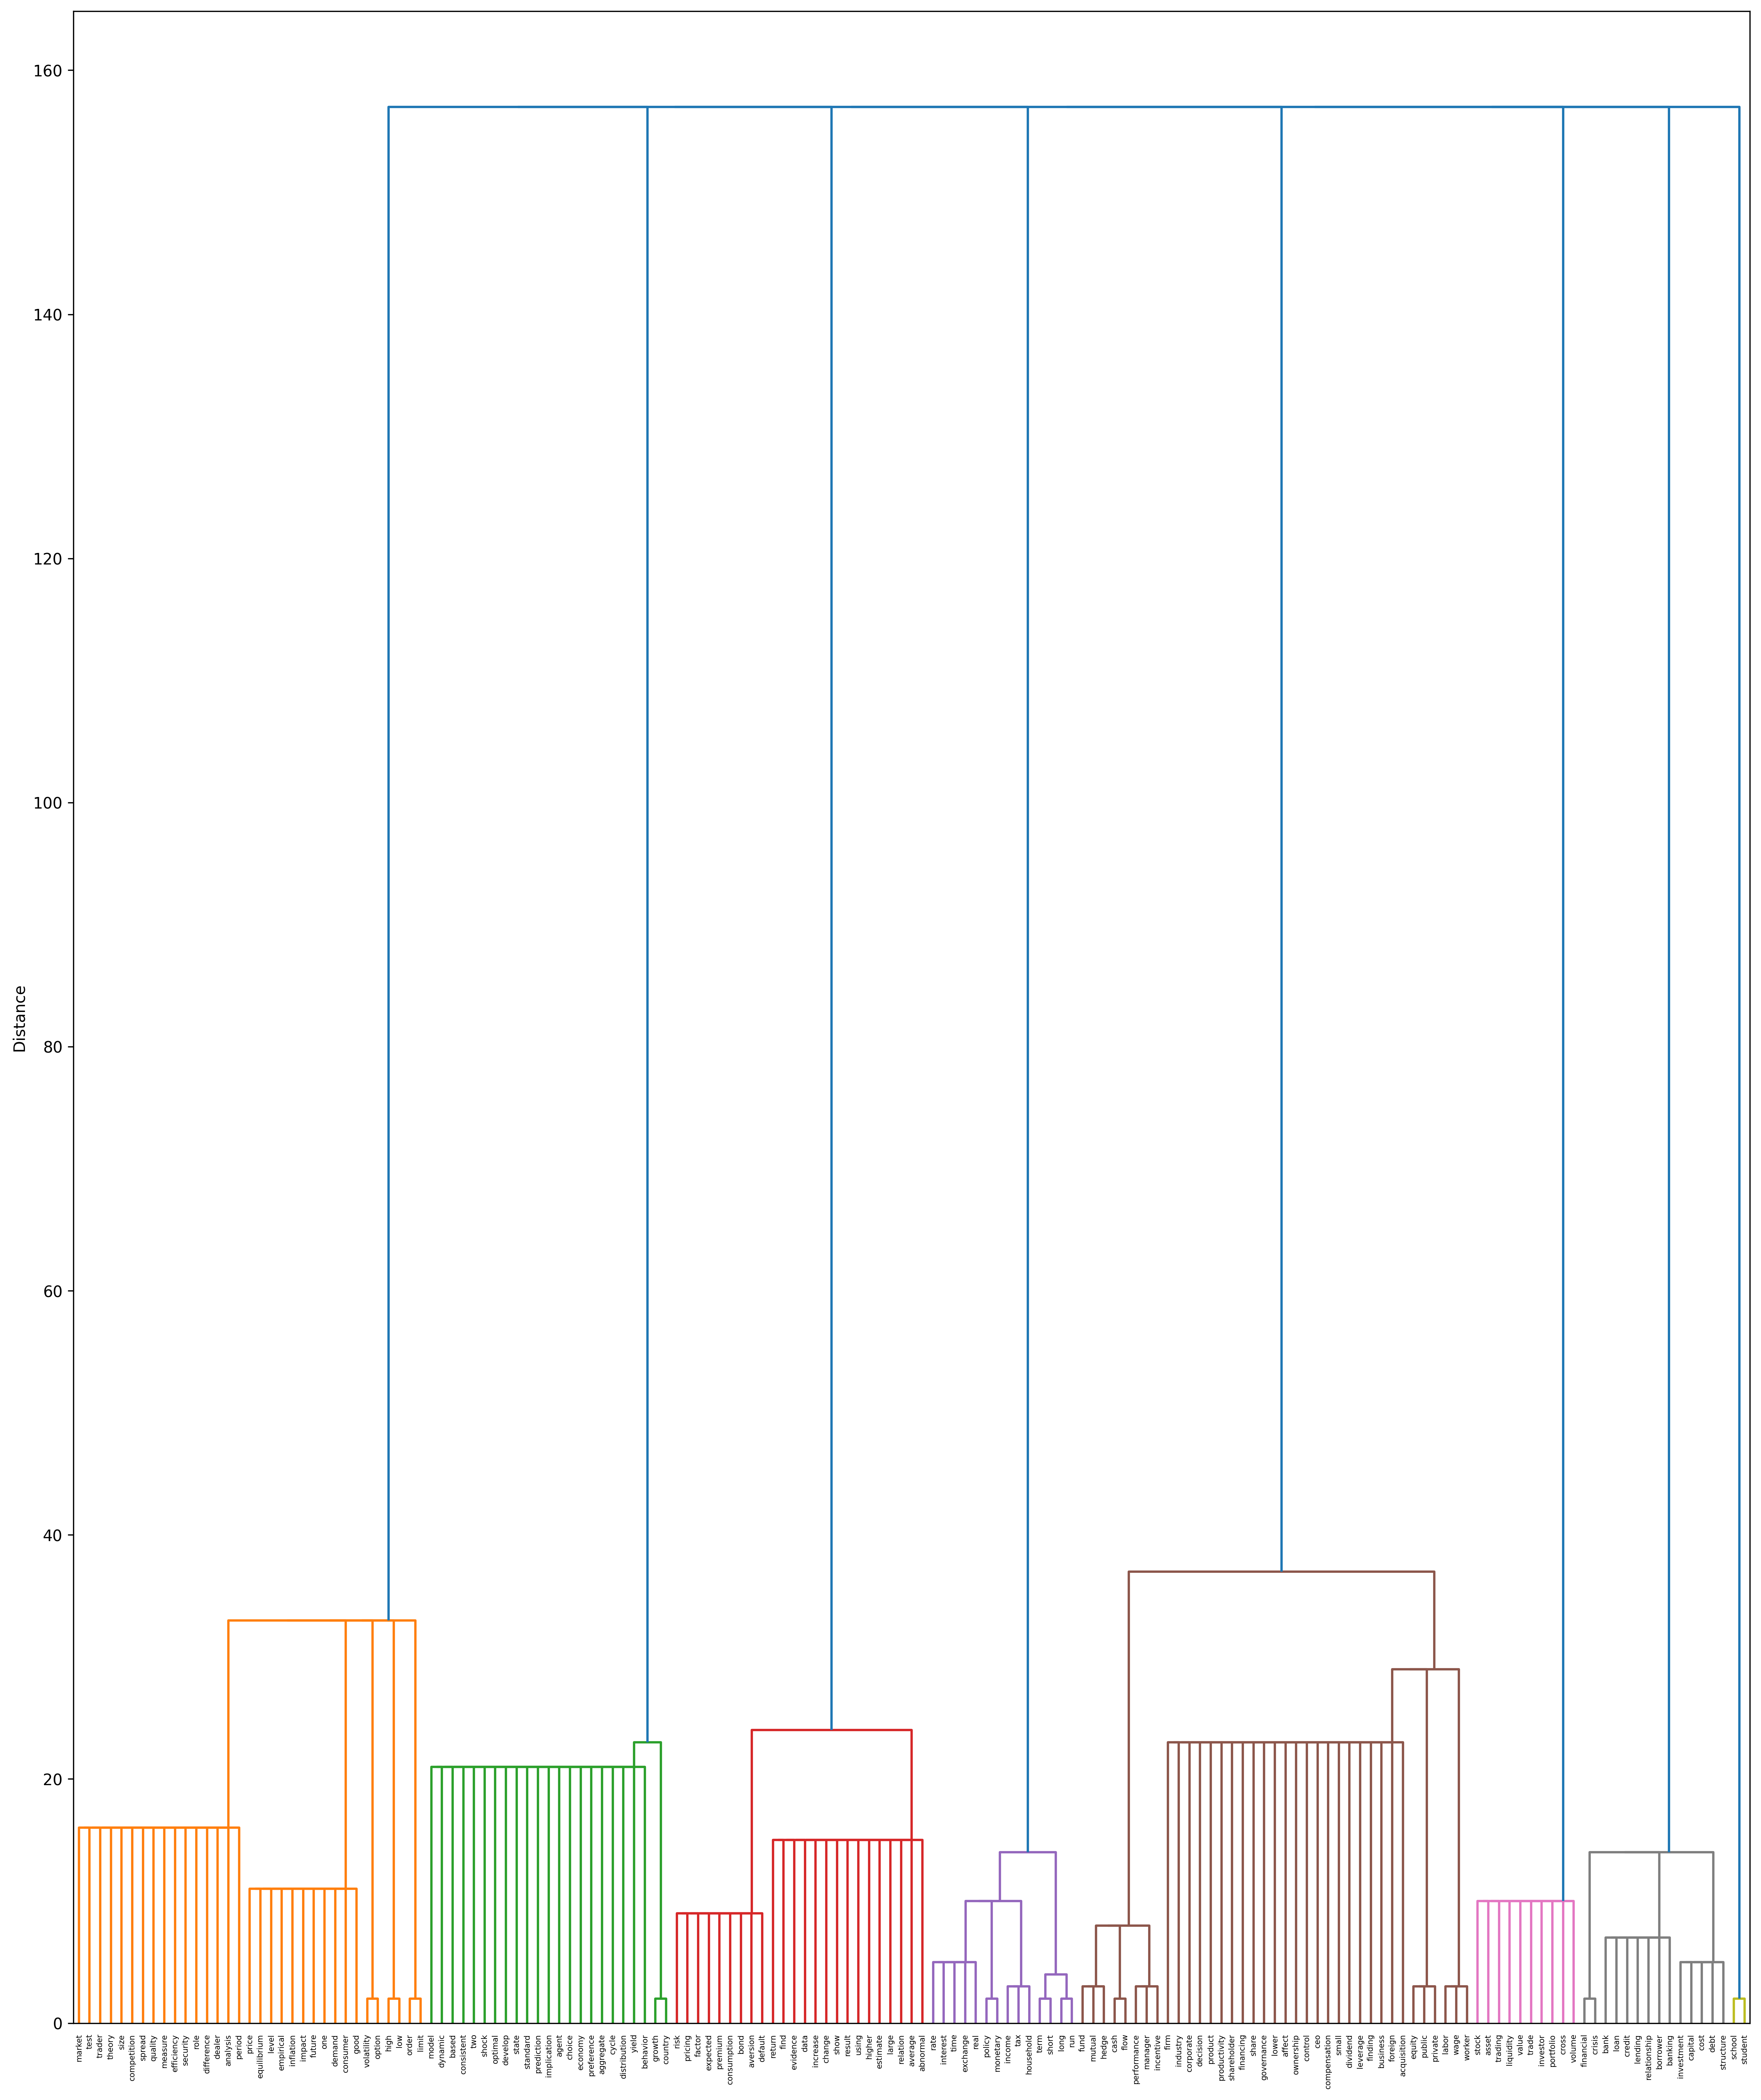 160
140
120
100
80
60
40
20
0
Distance
market
test
trader
theory
size
competition
spread
quality
measure
efficiency
security
role
difference
dealer
analysis
period
price
equilibrium
level
empirical
inflation
impact
future
one
demand
consumer
good
volatility
option
high
low
order
limit
model
dynamic
based
consistent
two
shock
optimal
develop
state
standard
prediction
implication
agent
choice
economy
preference
aggregate
cycle
distribution
yield
behavior
growth
country
risk
pricing
factor
expected
premium
consumption
bond
aversion
default
return
find
evidence
data
increase
change
show
result
using
higher
estimate
large
relation
average
abnormal
rate
interest
time
exchange
real
policy
monetary
income
tax
household
term
short
long
run
fund
mutual
hedge
cash
flow
performance
manager
incentive
firm
industry
corporate
decision
product
productivity
shareholder
financing
share
governance
lower
affect
ownership
control
ceo
compensation
small
dividend
leverage
finding
business
foreign
acquisition
equity
public
private
labor
wage
worker
stock
asset
trading
liquidity
value
trade
investor
portfolio
cross
volume
financial
crisis
bank
loan
credit
lending
relationship
borrower
banking
investment
capital
cost
debt
structure
school
student